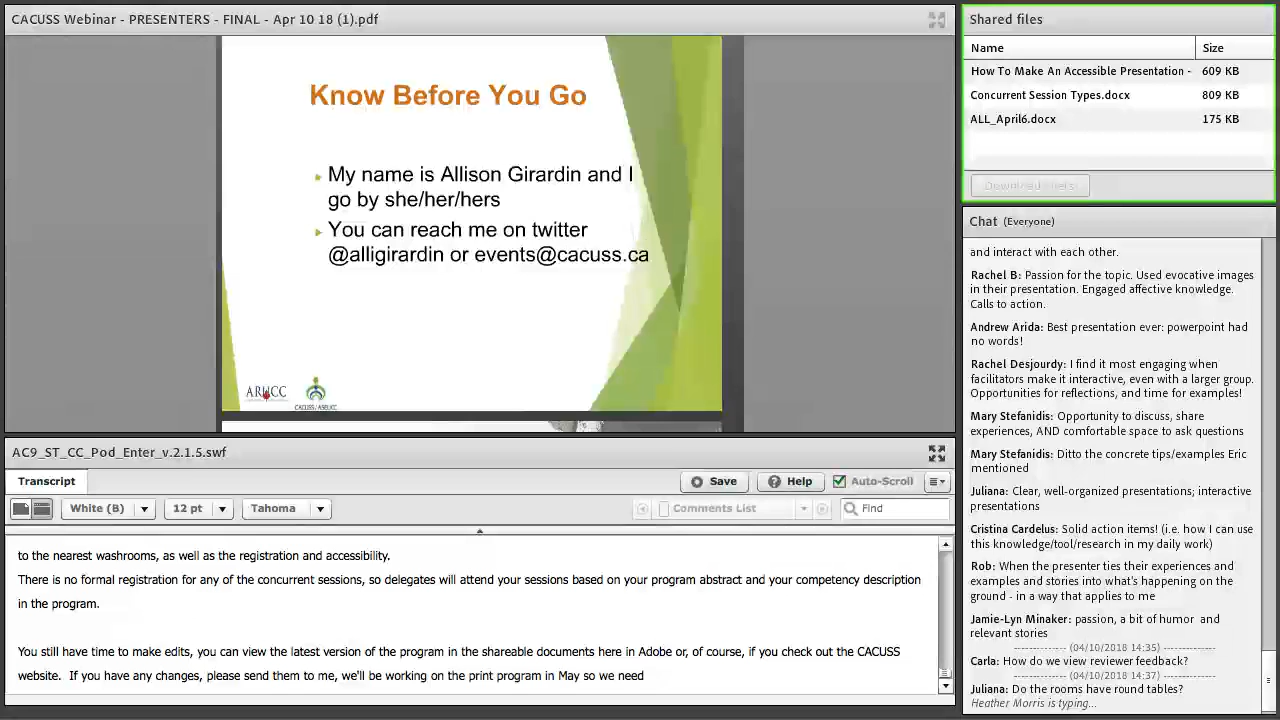 CACUSS Webinar - PRESENTERS - FINAL - Apr 10 18 (1).pdf
Know Before You Go
My name is Allison Girardin and I
go by she/her/hers
You can reach me on twitter
@alligirardin or events@cacuss.ca
ARUCC
CACUSS / ASEUCC
AC9_ST_CC_Pod_Enter_v.2.1.5.swf
Transcript
Save
Help
Auto-Scroll
White (B)
12 pt
Tahoma
Comments List
Find
to the nearest washrooms, as well as the registration and accessibility.
There is no formal registration for any of the concurrent sessions, so delegates will attend your sessions based on your program abstract and your competency description
in the program.
You still have time to make edits, you can view the latest version of the program in the shareable documents here in Adobe or, of course, if you check out the CACUSS
website.  If you have any changes, please send them to me, we'll be working on the print program in May so we need
Shared files
Name Size
How To Make An Accessible Presentation - 609 KB
Concurrent Session Types.docx 809 KB
ALL_April6.docx 175 KB
Chat (Everyone)
and interact with each other.
Rachel B: Passion for the topic. Used evocative images
in their presentation. Engaged affective knowledge.
Calls to action.
Andrew Arida: Best presentation ever: powerpoint had
no words!
Rachel Desjourdy: I find it most engaging when
facilitators make it interactive, even with a larger group.
Opportunities for reflections, and time for examples!
Mary Stefanidis: Opportunity to discuss, share
experiences, AND comfortable space to ask questions
Mary Stefanidis: Ditto the concrete tips/examples Eric
mentioned
Juliana: Clear, well-organized presentations; interactive
presentations
Cristina Cardelus: Solid action items! (i.e. how I can use
this knowledge/tool/research in my daily work)
Rob: When the presenter ties their experiences and
examples and stories into what's happening on the
ground - in a way that applies to me
Jamie-Lyn Minaker: passion, a bit of humor  and
relevant stories
------------- (04/10/2018 14:35) -------------
Carla: How do we view reviewer feedback?
------------- (04/10/2018 14:37) -------------
Juliana: Do the rooms have round tables?
Heather Morris is typing...